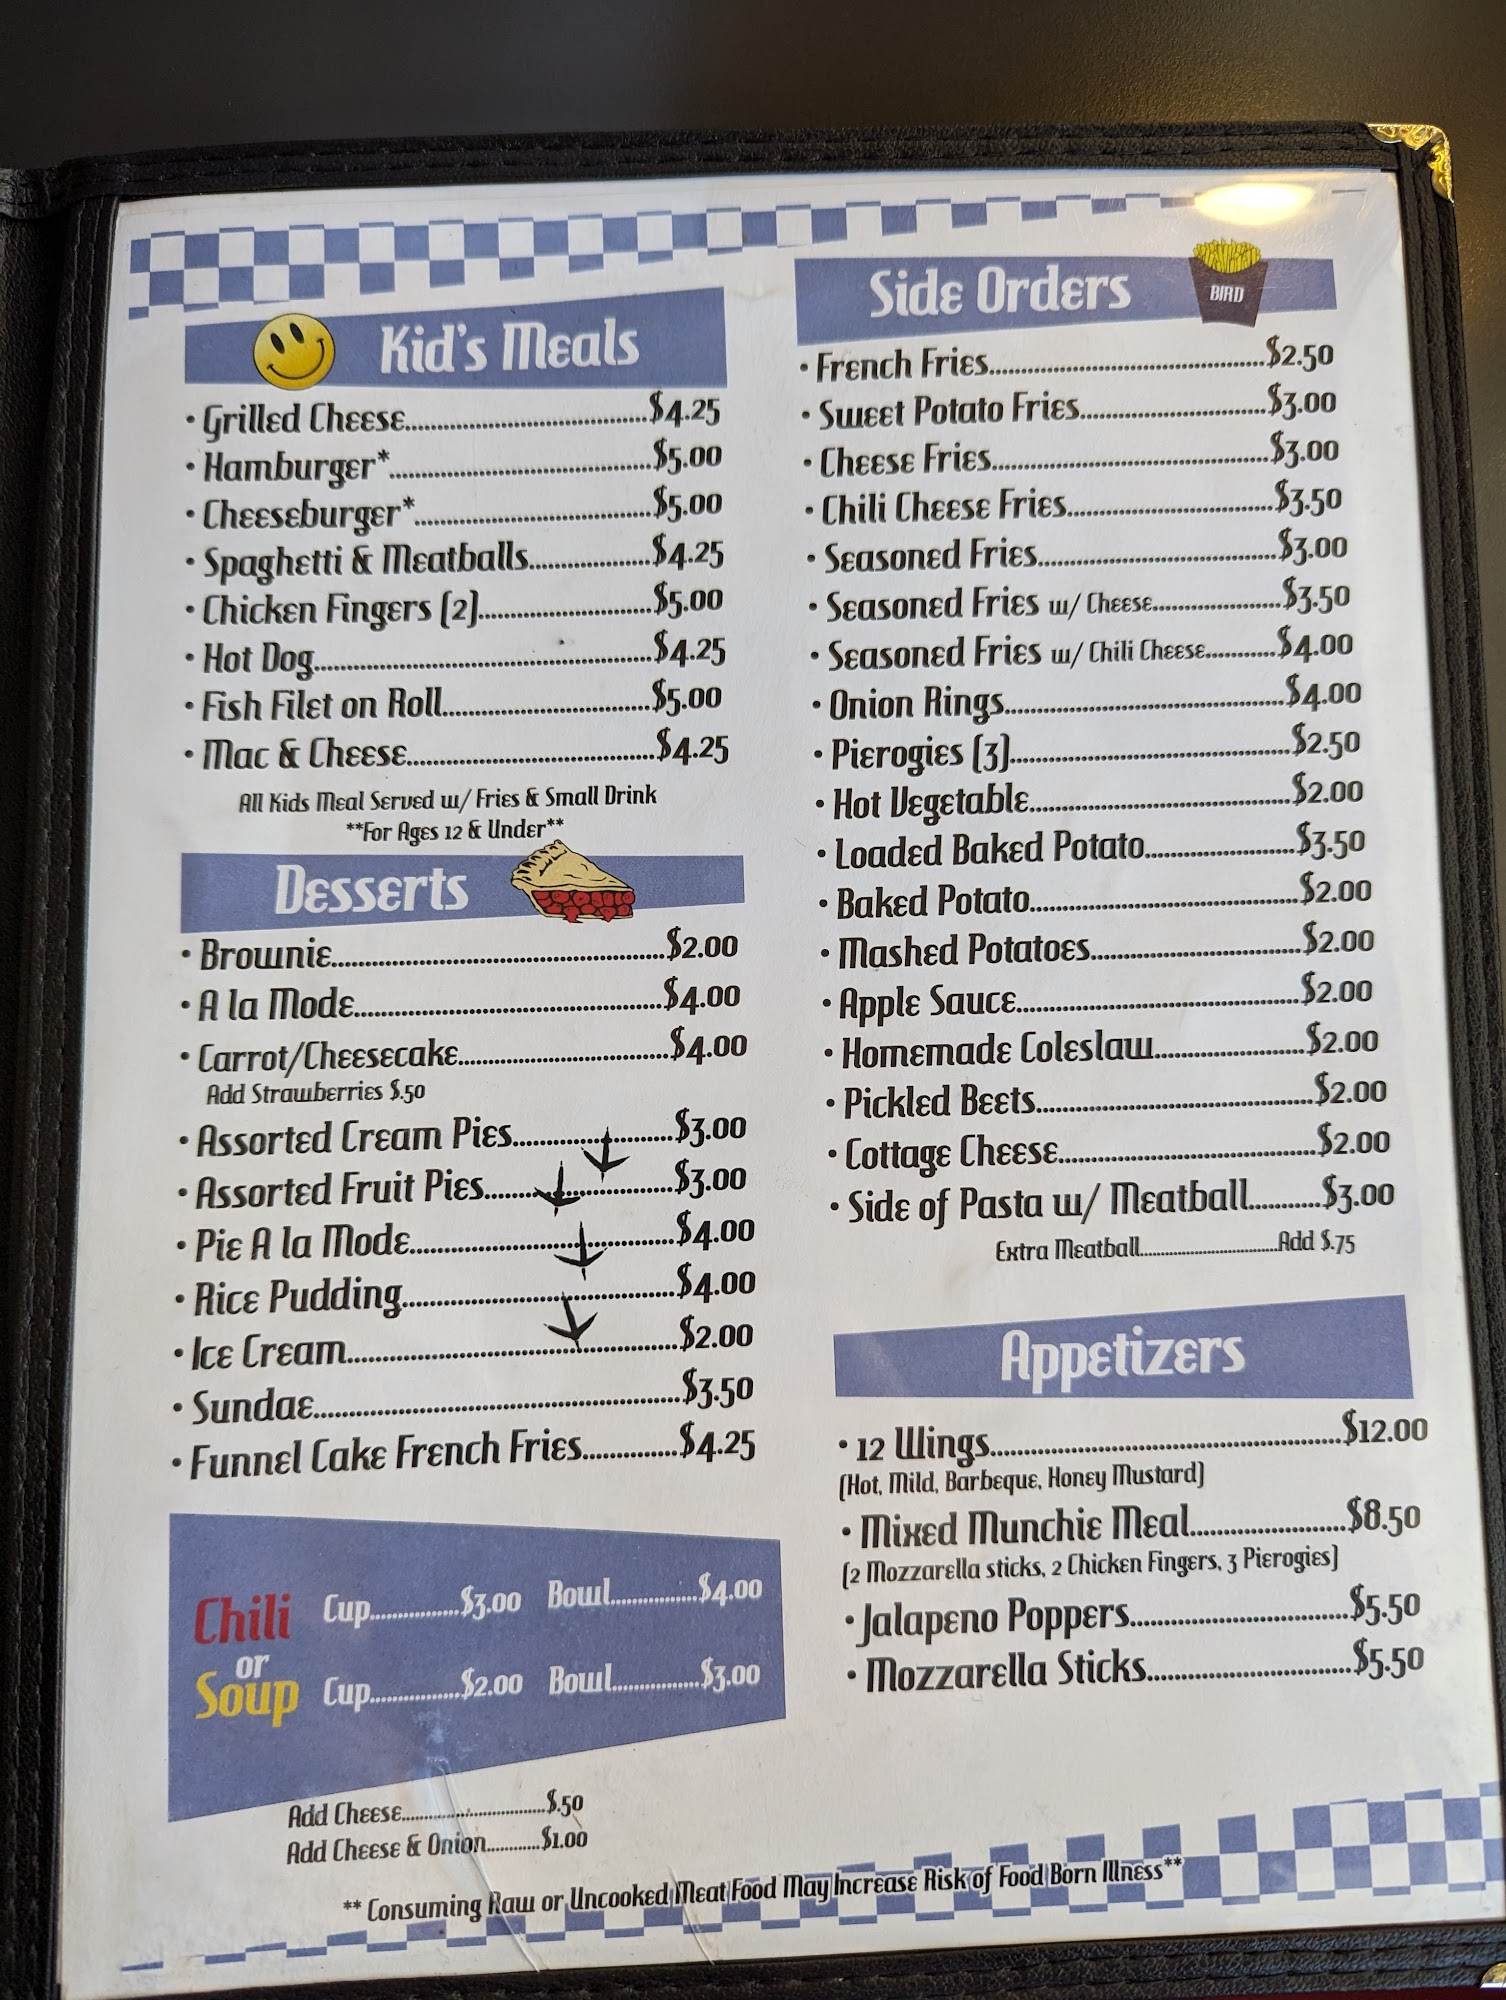 Kid's Meals
• Grilled Cheese..........$4.25
• Hamburger*..........$5.00
• Cheeseburger*..........$5.00
• Spaghetti & Meatballs..........$4.25
• Chicken Fingers (2)..........$5.00
• Hot Dog..........$4.25
• Fish Filet on Roll..........$5.00
• Mac & Cheese..........$4.25
All Kids Meal Served w/ Fries & Small Drink
**For Ages 12 & Under**
Desserts
• Brownie..........$2.00
• A la Mode..........$4.00
• Carrot/Cheesecake..........$4.00
Add Strawberries $.50
• Assorted Cream Pies..........$3.00
• Assorted Fruit Pies..........$3.00
• Pie A la Mode..........$4.00
• Rice Pudding..........$4.00
• Ice Cream..........$2.00
• Sundae..........$3.50
• Funnel Cake French Fries..........$4.25
Chili Cup..........$3.00 Bowl..........$4.00
or
Soup Cup..........$2.00 Bowl..........$3.00
Add Cheese..........$.50
Add Cheese & Onion..........$1.00
Side Orders
BIRD
• French Fries..........$2.50
• Sweet Potato Fries..........$3.00
• Cheese Fries..........$3.00
• Chili Cheese Fries..........$3.50
• Seasoned Fries..........$3.00
• Seasoned Fries w/ Cheese..........$3.50
• Seasoned Fries w/ Chili Cheese..........$4.00
• Onion Rings..........$4.00
• Pierogies (3)..........$2.50
• Hot Vegetable..........$2.00
• Loaded Baked Potato..........$3.50
• Baked Potato..........$2.00
• Mashed Potatoes..........$2.00
• Apple Sauce..........$2.00
• Homemade Coleslaw..........$2.00
• Pickled Beets..........$2.00
• Cottage Cheese..........$2.00
• Side of Pasta w/ Meatball..........$3.00
Extra Meatball..........Add $.75
Appetizers
• 12 Wings..........$12.00
(Hot, Mild, Barbeque, Honey Mustard)
• Mixed Munchie Meal..........$8.50
(2 Mozzarella sticks, 2 Chicken Fingers, 3 Pierogies)
• Jalapeno Poppers..........$5.50
• Mozzarella Sticks..........$5.50
** Consuming Raw or Uncooked Meat Food May Increase Risk of Food Born Illness**